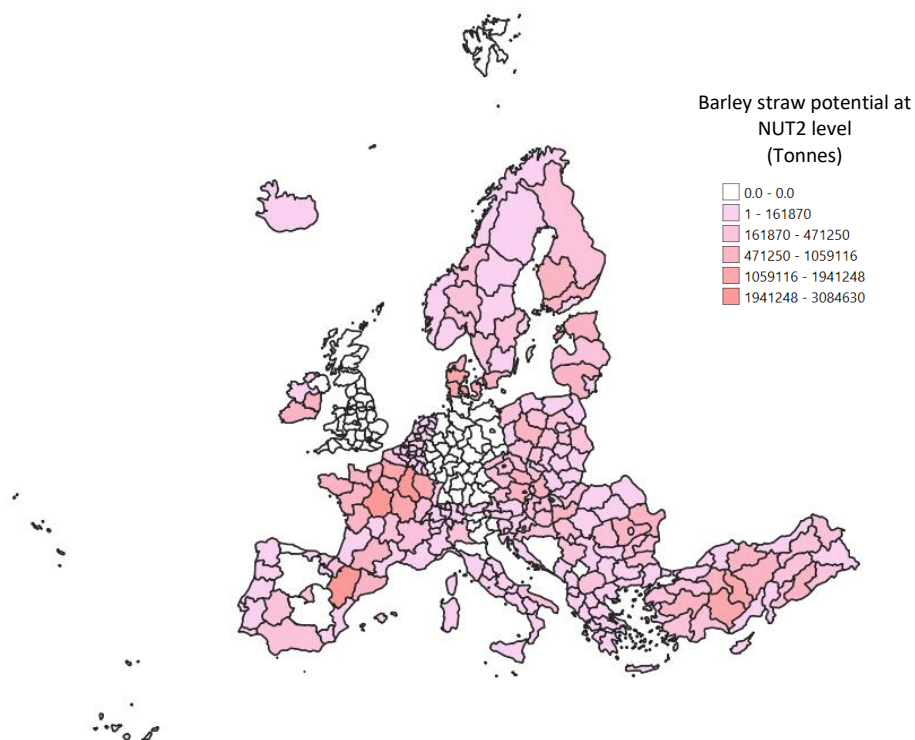 Barley straw potential at
NUT2 level
(Tonnes)
0.0 - 0.0
1 - 161870
161870 - 471250
471250 - 1059116
1059116 - 1941248
1941248 - 3084630